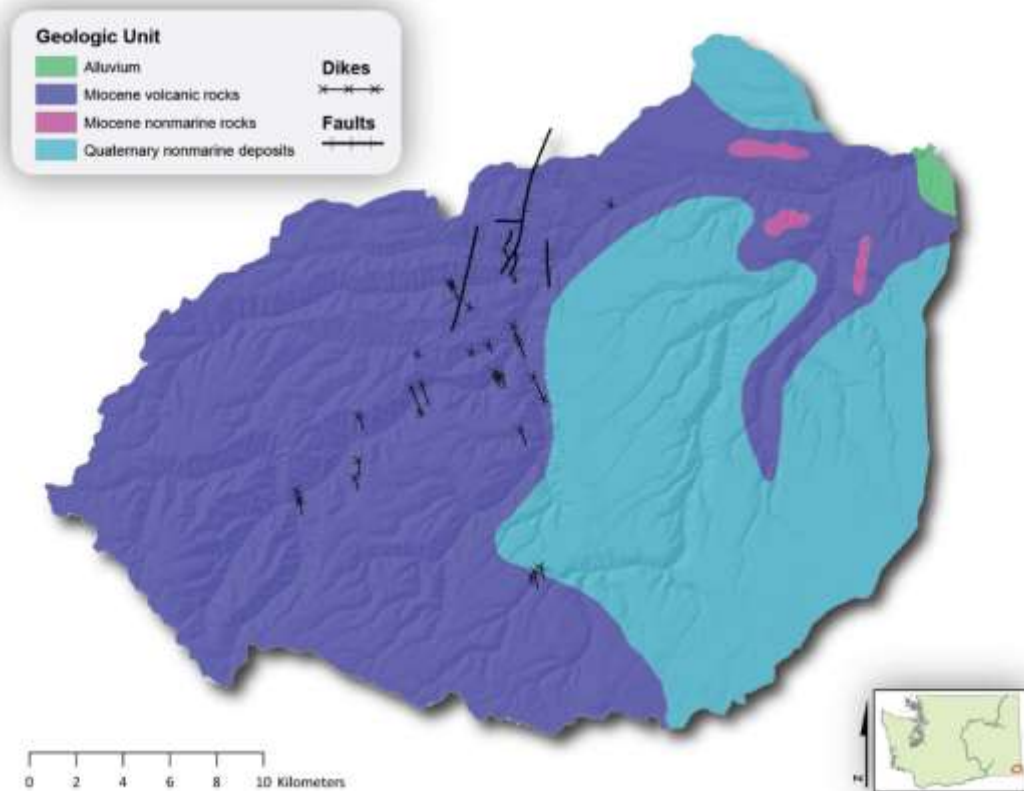 Geologic Unit
Alluvium
Miocene volcanic rocks
Miocene nonmarine rocks
Quaternary nonmarine deposits
Dikes
Faults
0 2 4 6 8 10 Kilometers
N